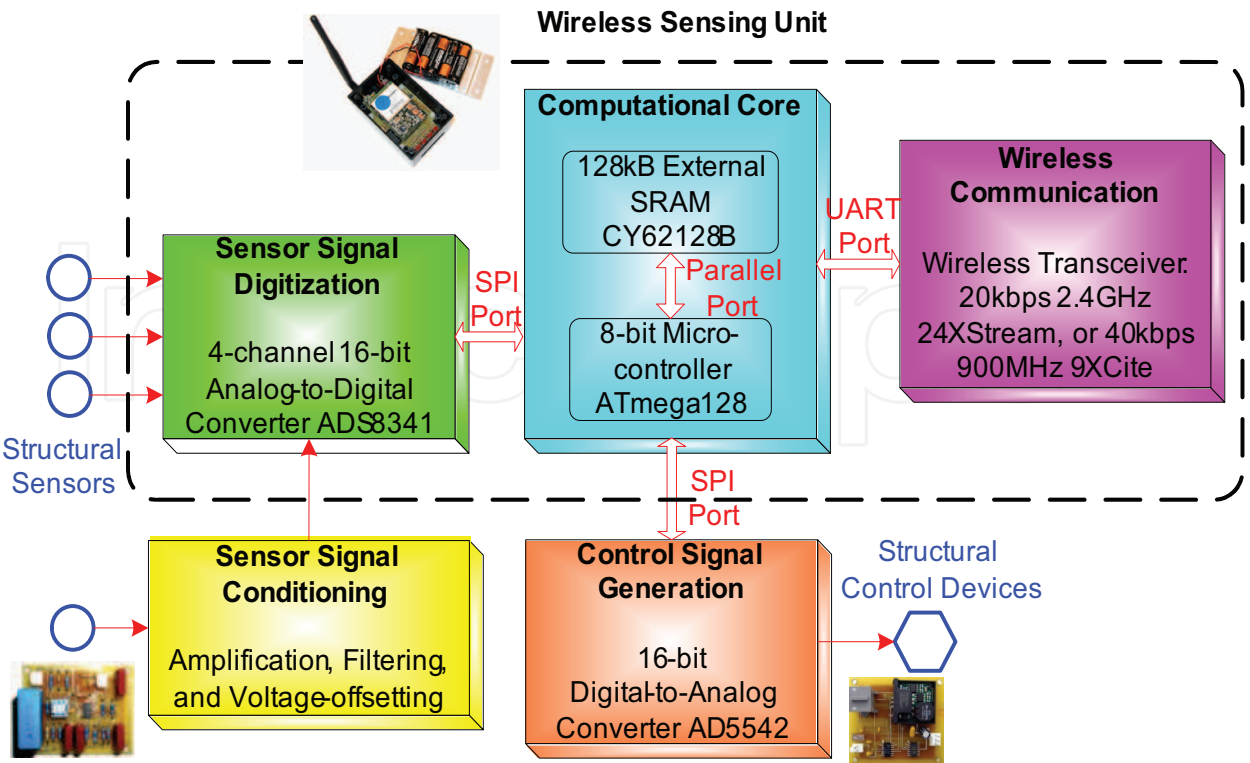 Wireless Sensing Unit
Computational Core
128kB External
SRAM
CY62128B
Parallel
Port
8-bit Micro-
controller
ATmega128
UART
Port
Wireless
Communication
Wireless Transceiver:
20kbps 2.4GHz
24XStream, or 40kbps
900MHz 9XCite
Sensor Signal
Digitization
4-channel 16-bit
Analog-to-Digital
Converter ADS8341
SPI
Port
Structural
Sensors
SPI
Port
Sensor Signal
Conditioning
Amplification, Filtering,
and Voltage-offsetting
Control Signal
Generation
16-bit
Digital-to-Analog
Converter AD5542
Structural
Control Devices